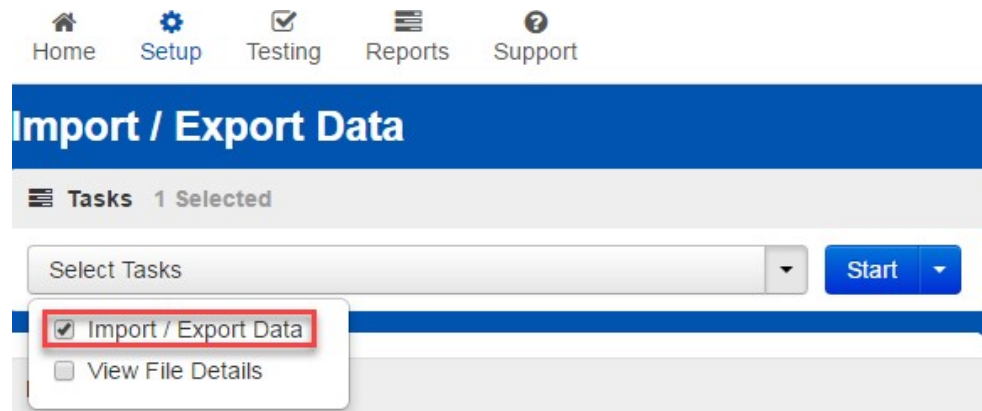 Home Setup Testing Reports Support
Import / Export Data
Tasks 1 Selected
Select Tasks Start
Import / Export Data
View File Details